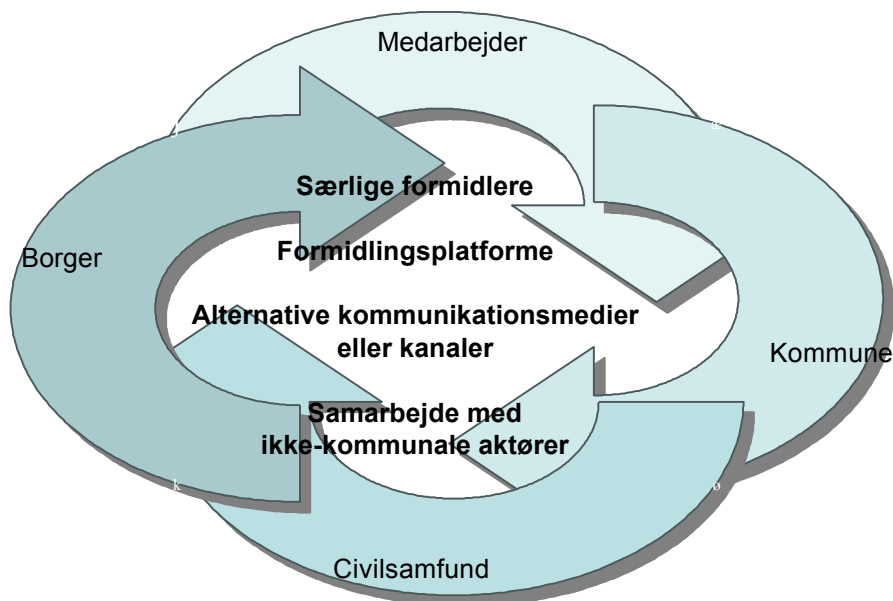 Medarbejder
j
æ
Særlige formidlere
Formidlingsplatforme
Borger
Alternative kommunikationsmedier
eller kanaler
Kommune
Samarbejde med
ikke-kommunale aktører
k
ø
Civilsamfund